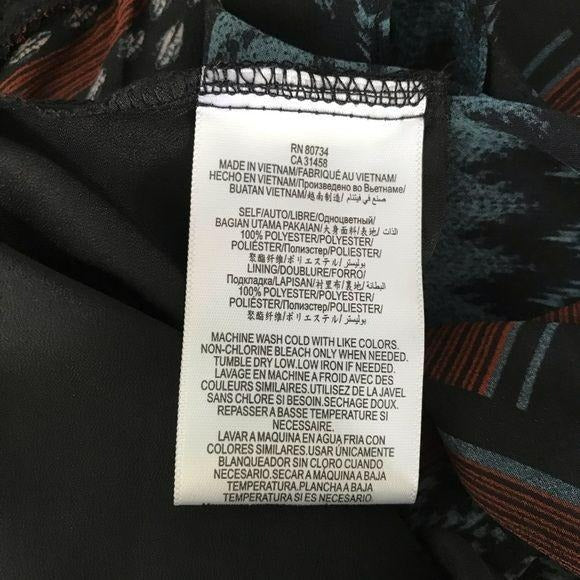 RN 80734
CA 31458
MADE IN VIETNAM/FABRIQUÉ AU VIETNAM/
HECHO EN VIETNAM/Произведено во Вьетнаме/
BUATAN VIETNAM/越南制造/ صنع في فيتنام
SELF/AUTO/LIBRE/Одноцветный/
BAGIAN UTAMA PAKAIAN/大身面料/表地/ الذات
100% POLYESTER/POLYESTER/
POLIÉSTER/Полиэстер/POLIESTER/
聚酯纤维/ポリエステル/بوليستر
LINING/DOUBLURE/FORRO/
Подкладка/LAPISAN/村里布/裏地/ البطانة
100% POLYESTER/POLYESTER/
POLIÉSTER/Полиэстер/POLIESTER/
聚酯纤维/ポリエステル/بوليستر
MACHINE WASH COLD WITH LIKE COLORS.
NON-CHLORINE BLEACH ONLY WHEN NEEDED.
TUMBLE DRY LOW.LOW IRON IF NEEDED.
LAVAGE EN MACHINE A FROID AVEC DES
COULEURS SIMILAIRES.UTILISEZ DE LA JAVEL
SANS CHLORE SI BESOIN.SECHAGE DOUX.
REPASSER A BASSE TEMPERATURE SI
NECESSAIRE.
LAVAR A MAQUINA EN AGUA FRIA CON
COLORES SIMILARES.USAR ÚNICAMENTE
BLANQUEADOR SIN CLORO CUANDO SEA
NECESARIO.SECAR A MÁQUINA A BAJA
TEMPERATURA.PLANCHA A BAJA
TEMPERATURA SI ES NECESARIO.